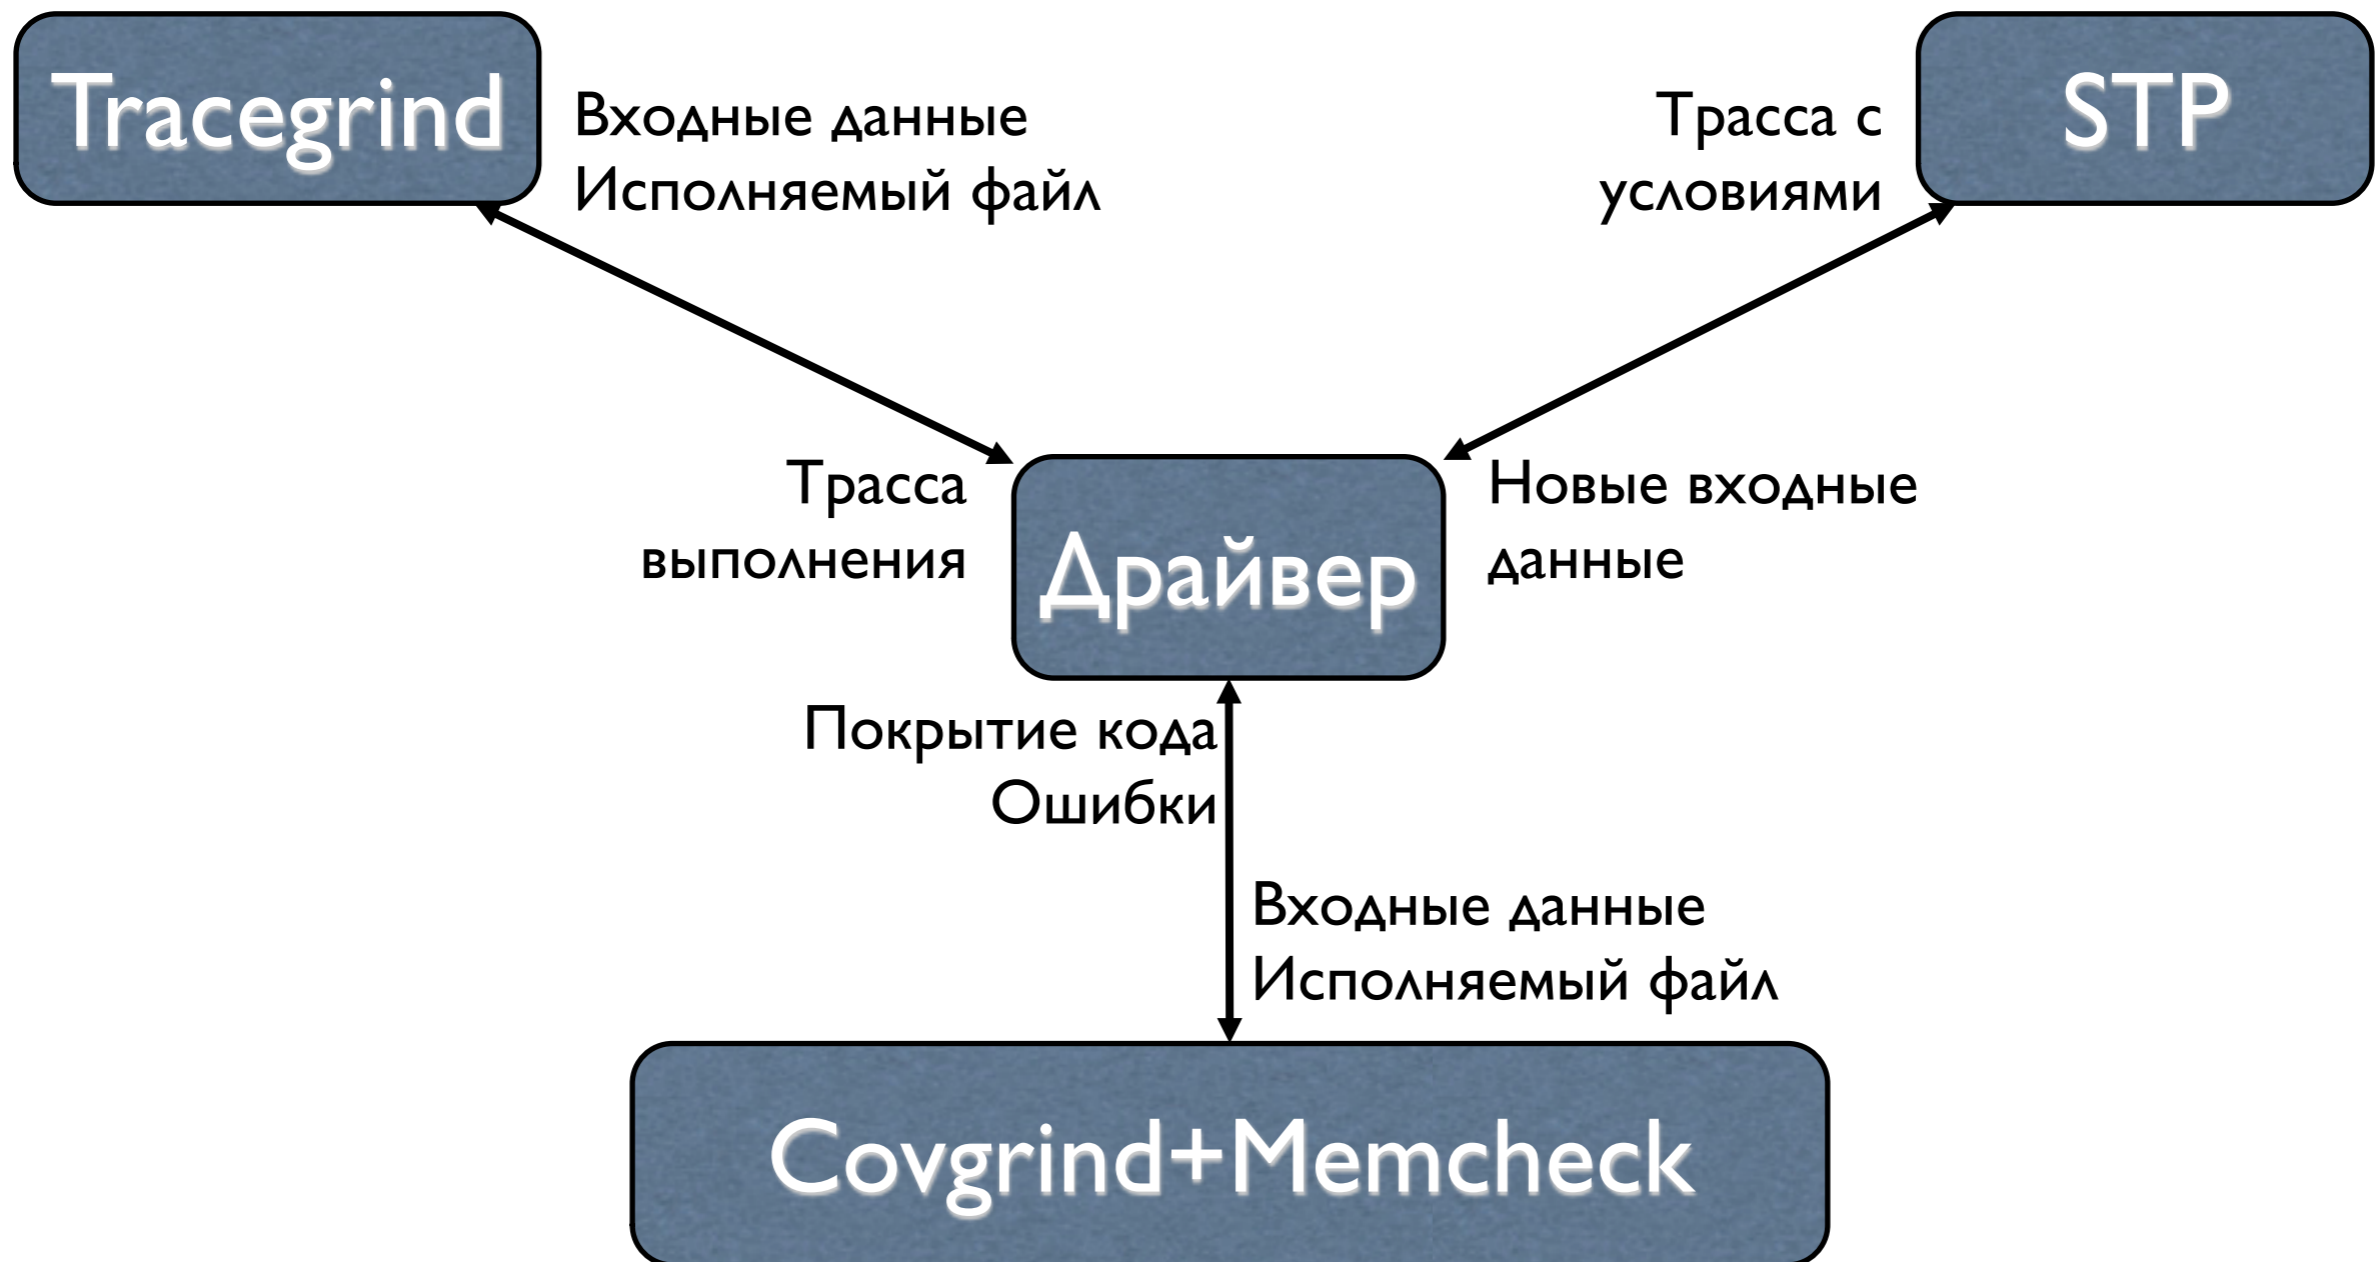 Tracegrind
Входные данные
Исполняемый файл
Трасса с
условиями
STP
Трасса
выполнения
Драйвер
Новые входные
данные
Покрытие кода
Ошибки
Входные данные
Исполняемый файл
Covgrind+Memcheck